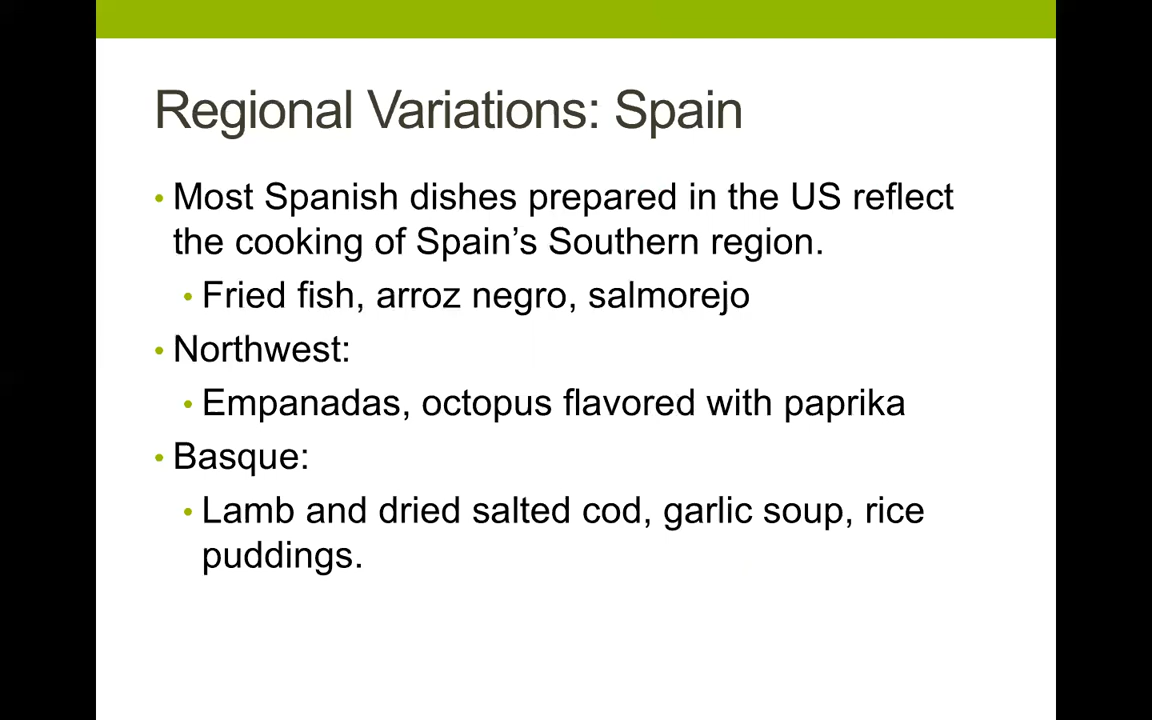 Regional Variations: Spain
• Most Spanish dishes prepared in the US reflect
the cooking of Spain’s Southern region.
• Fried fish, arroz negro, salmorejo
• Northwest:
• Empanadas, octopus flavored with paprika
• Basque:
• Lamb and dried salted cod, garlic soup, rice
puddings.